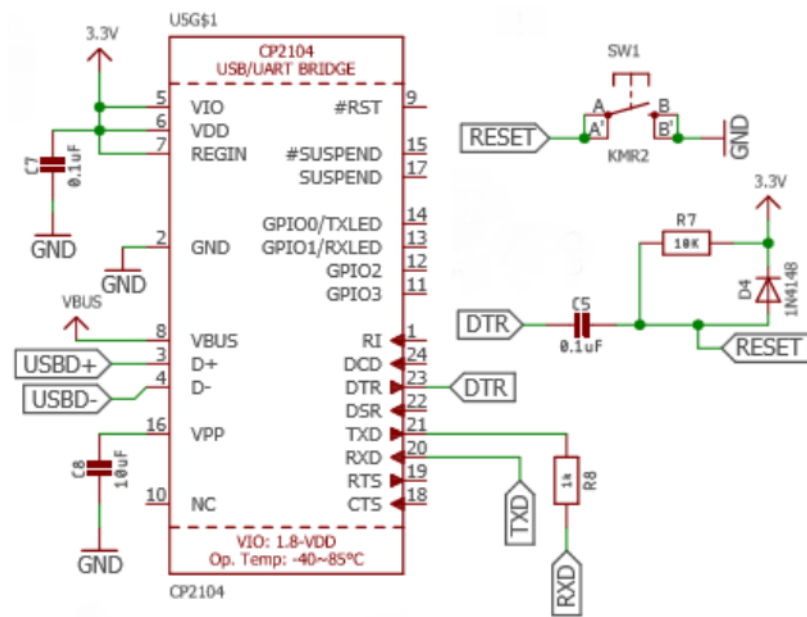 U5G$1
CP2104
USB/UART BRIDGE
3.3V
5 VIO
6 VDD
7 REGIN
#RST 9
#SUSPEND 15
SUSPEND 17
C7
0.1uF
GND
2 GND
GND
GPIO0/TXLED 14
GPIO1/RXLED 13
GPIO2 12
GPIO3 11
VBUS
8 VBUS
USBD+ 3 D+
USBD- 4 D-
16 VPP
10 NC
C8
10uF
GND
RI 1
DCD 24
DTR 23 DTR
DSR 22
TXD 21
RXD 20
RTS 19
CTS 18
TXD
1k
R8
RXD
VIO: 1.8-VDD
Op. Temp: -40~85°C
CP2104
SW1
RESET
A
A'
B
B'
GND
KMR2
3.3V
R7
10K
D4
1N4148
DTR
C5
0.1uF
RESET